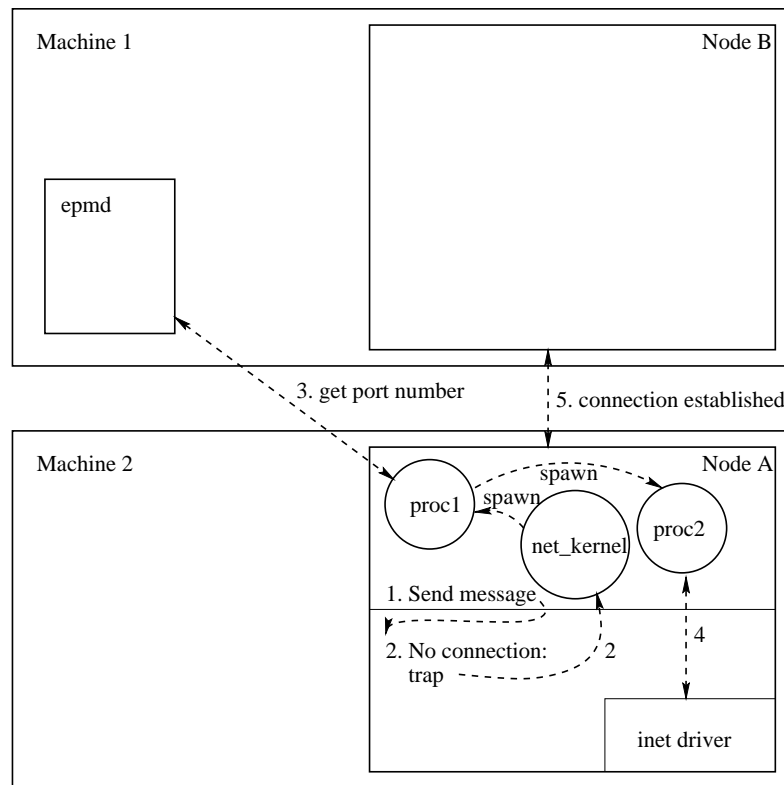 Machine 1
Node B
epmd
3. get port number
5. connection established
Machine 2
Node A
spawn
proc1
spawn
proc2
net_kernel
1. Send message
2. No connection:
trap
2
4
inet driver